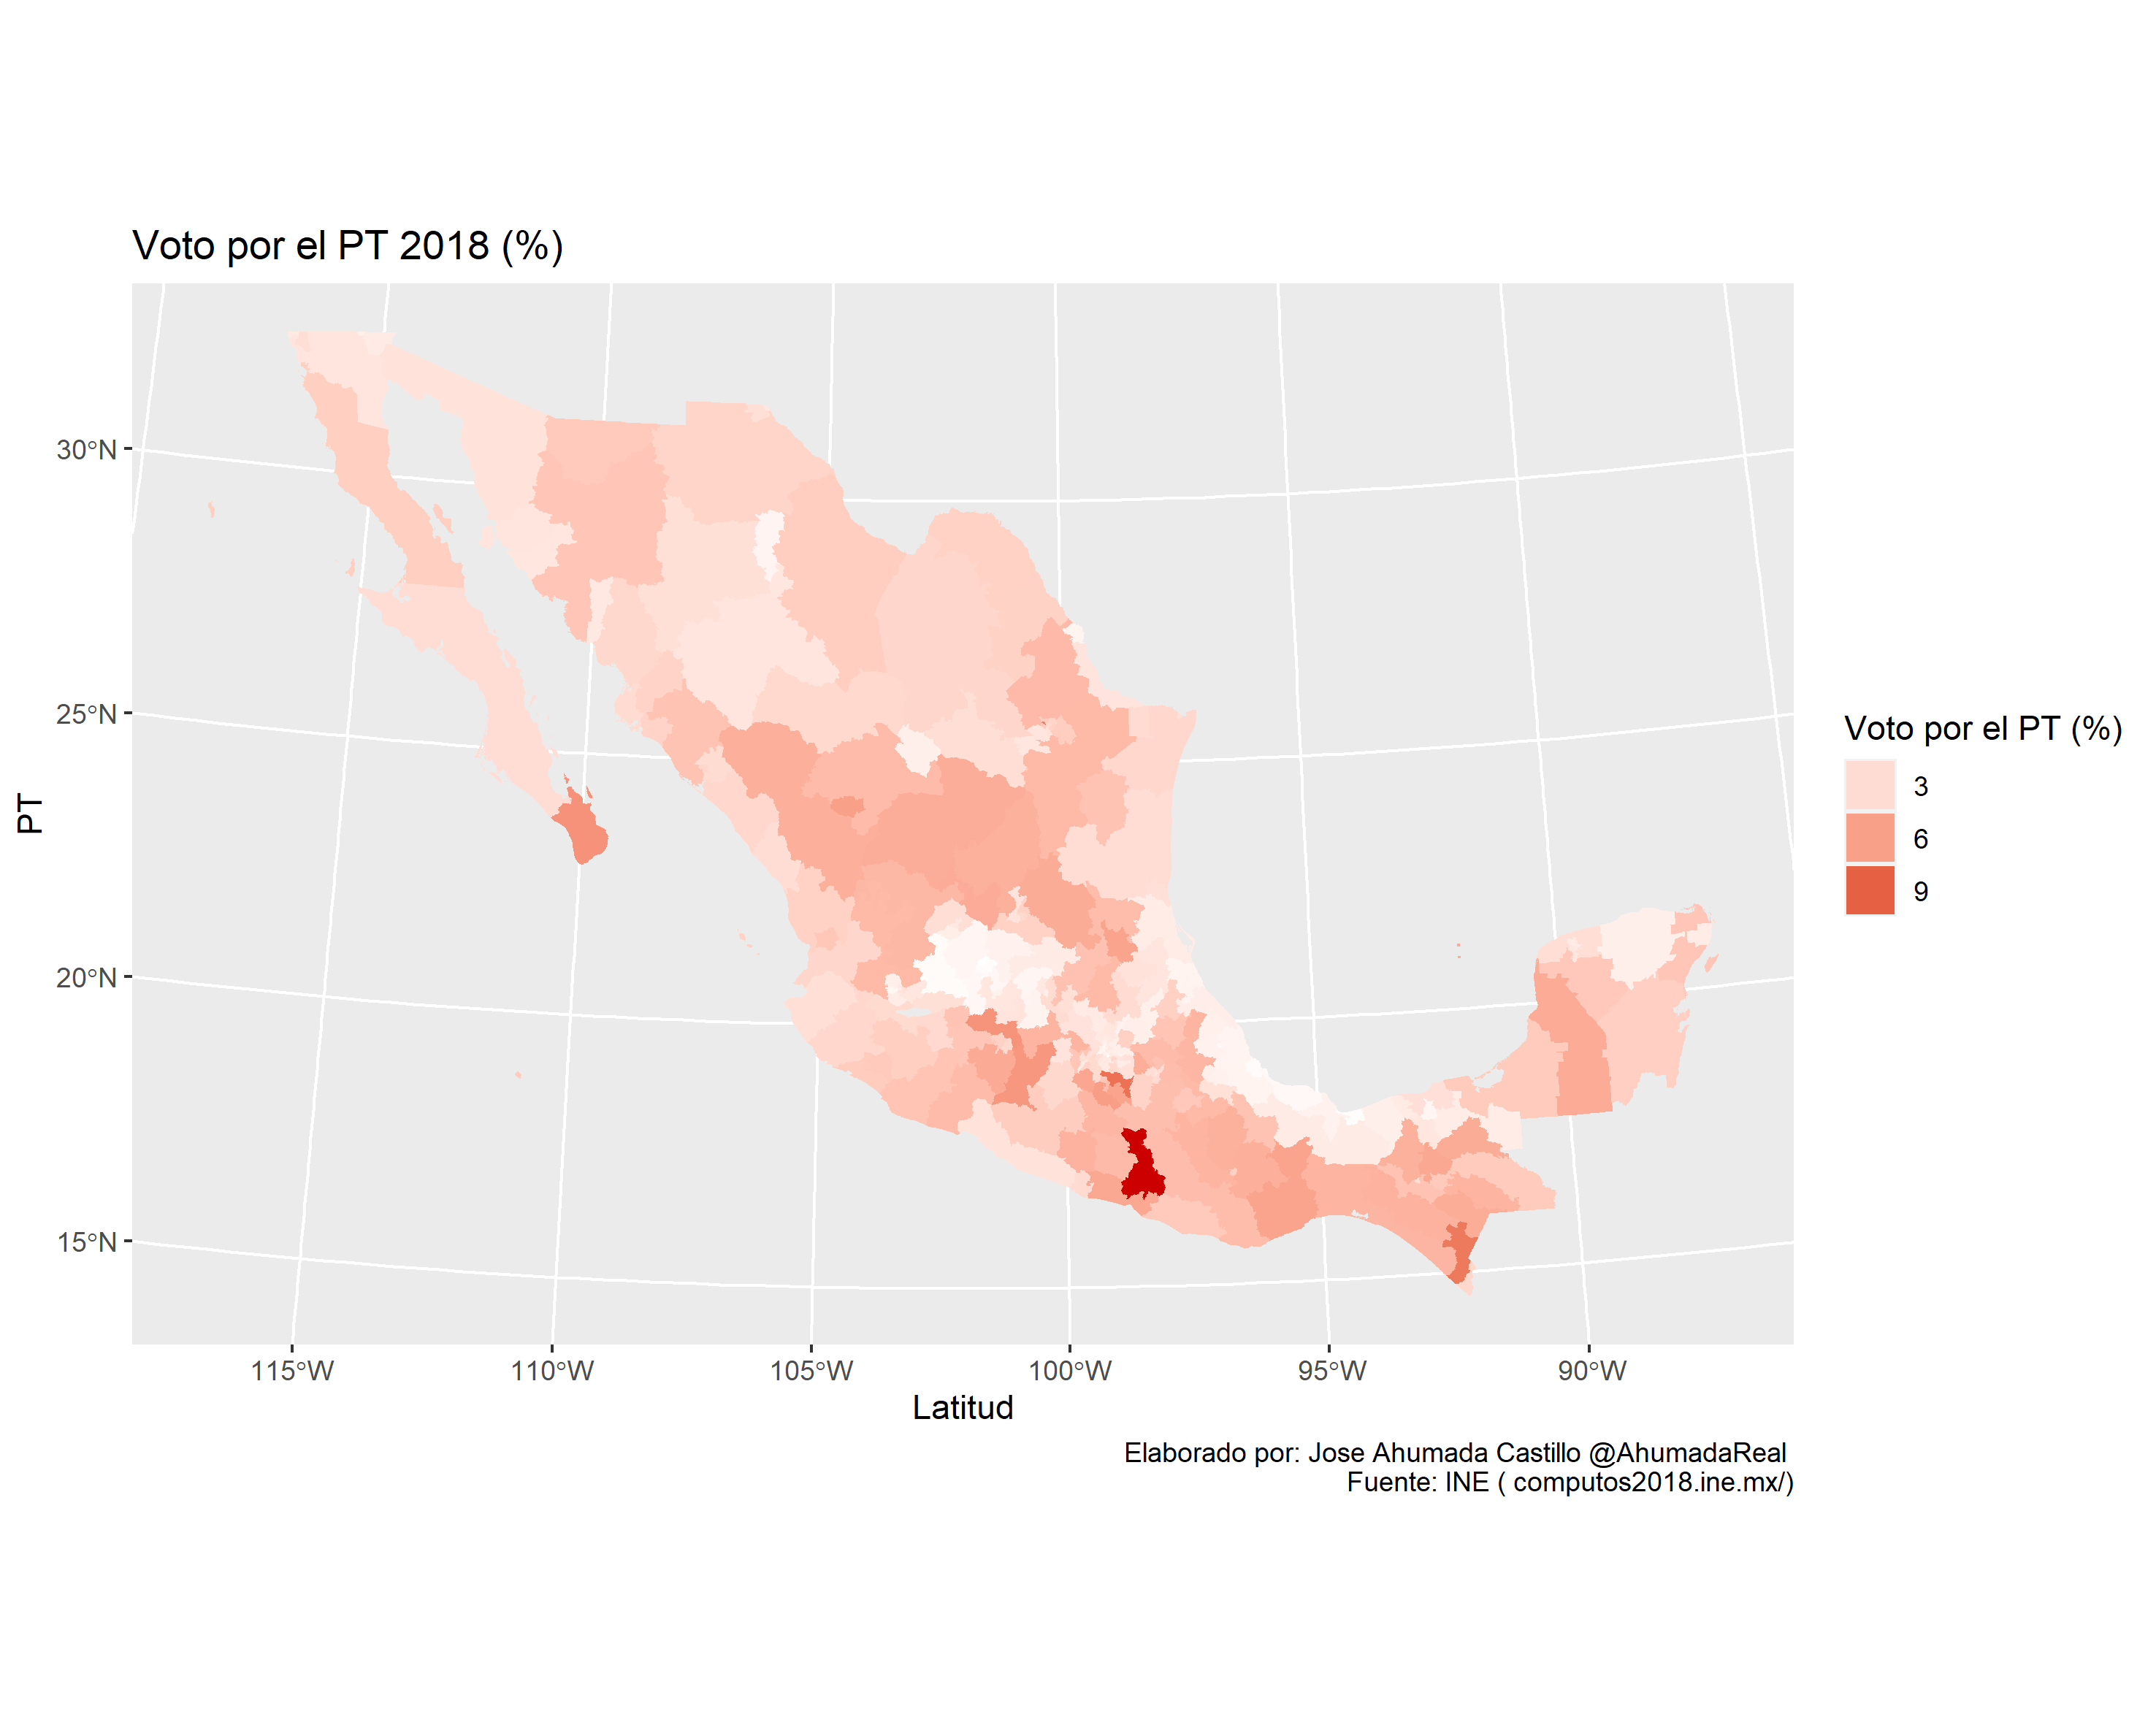 Voto por el PT 2018 (%)
30°N
25°N
20°N
15°N
PT
115°W
110°W
105°W
100°W
95°W
90°W
Latitud
Voto por el PT (%)
3
6
9
Elaborado por: Jose Ahumada Castillo @AhumadaReal
Fuente: INE ( computos2018.ine.mx/)